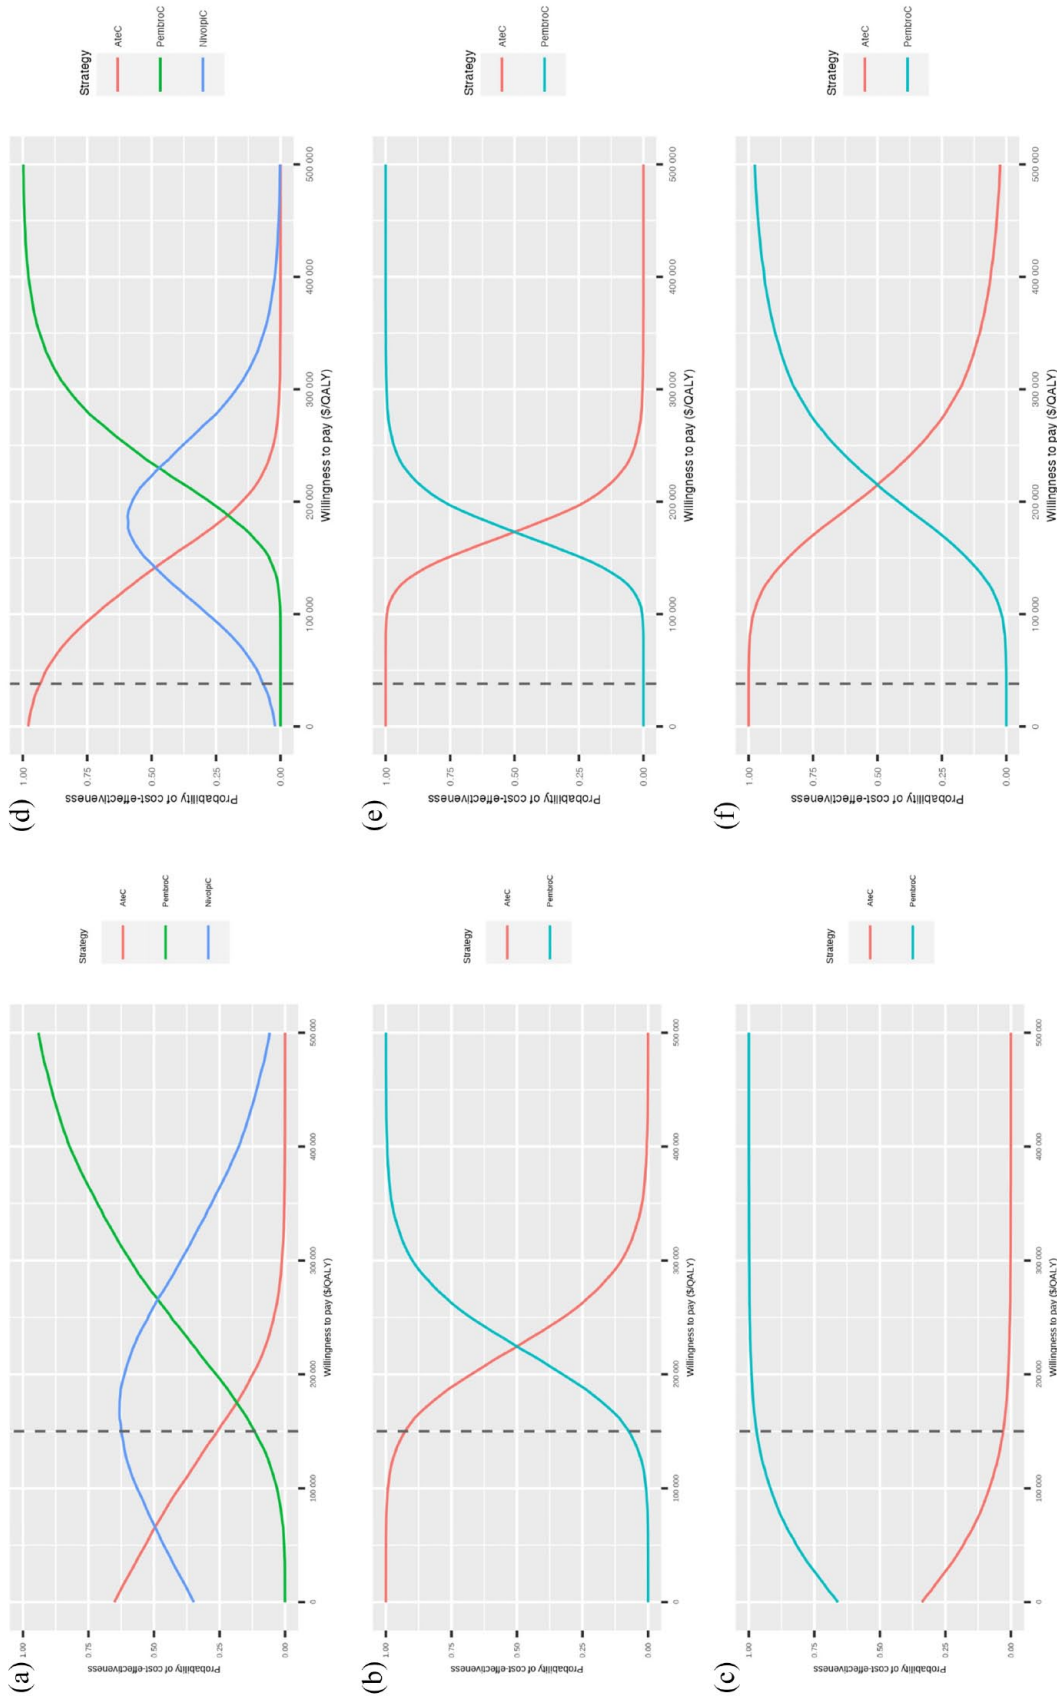 (a)
1.00
0.75
0.50
0.25
0.00
Probability of cost-effectiveness
0
100 000
200 000
300 000
400 000
500 000
Willingness to pay ($/QALY)
Strategy
AteC
PembroC
NivoIpiC
(b)
1.00
0.75
0.50
0.25
0.00
Probability of cost-effectiveness
0
100 000
200 000
300 000
400 000
500 000
Willingness to pay ($/QALY)
Strategy
AteC
PembroC
(c)
1.00
0.75
0.50
0.25
0.00
Probability of cost-effectiveness
0
100 000
200 000
300 000
400 000
500 000
Willingness to pay ($/QALY)
Strategy
AteC
PembroC
(d)
1.00
0.75
0.50
0.25
0.00
Probability of cost-effectiveness
0
100 000
200 000
300 000
400 000
500 000
Willingness to pay ($/QALY)
Strategy
AteC
PembroC
NivoIpiC
(e)
1.00
0.75
0.50
0.25
0.00
Probability of cost-effectiveness
0
100 000
200 000
300 000
400 000
500 000
Willingness to pay ($/QALY)
Strategy
AteC
PembroC
(f)
1.00
0.75
0.50
0.25
0.00
Probability of cost-effectiveness
0
100 000
200 000
300 000
400 000
500 000
Willingness to pay ($/QALY)
Strategy
AteC
PembroC